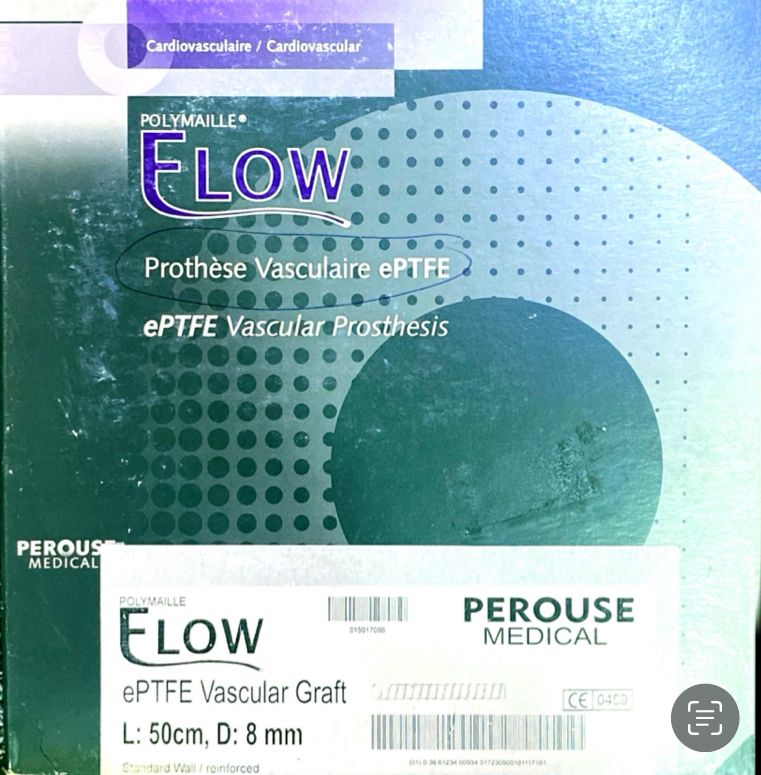 Cardiovasculaire / Cardiovascular
POLYMAILLE®
FLOW
Prothèse Vasculaire ePTFE
ePTFE Vascular Prosthesis
PEROUSE
MEDICAL
POLYMAILLE
FLOW
015017086
PEROUSE
MEDICAL
ePTFE Vascular Graft
CE 0459
L: 50cm, D: 8 mm
Standard Wall / reinforced